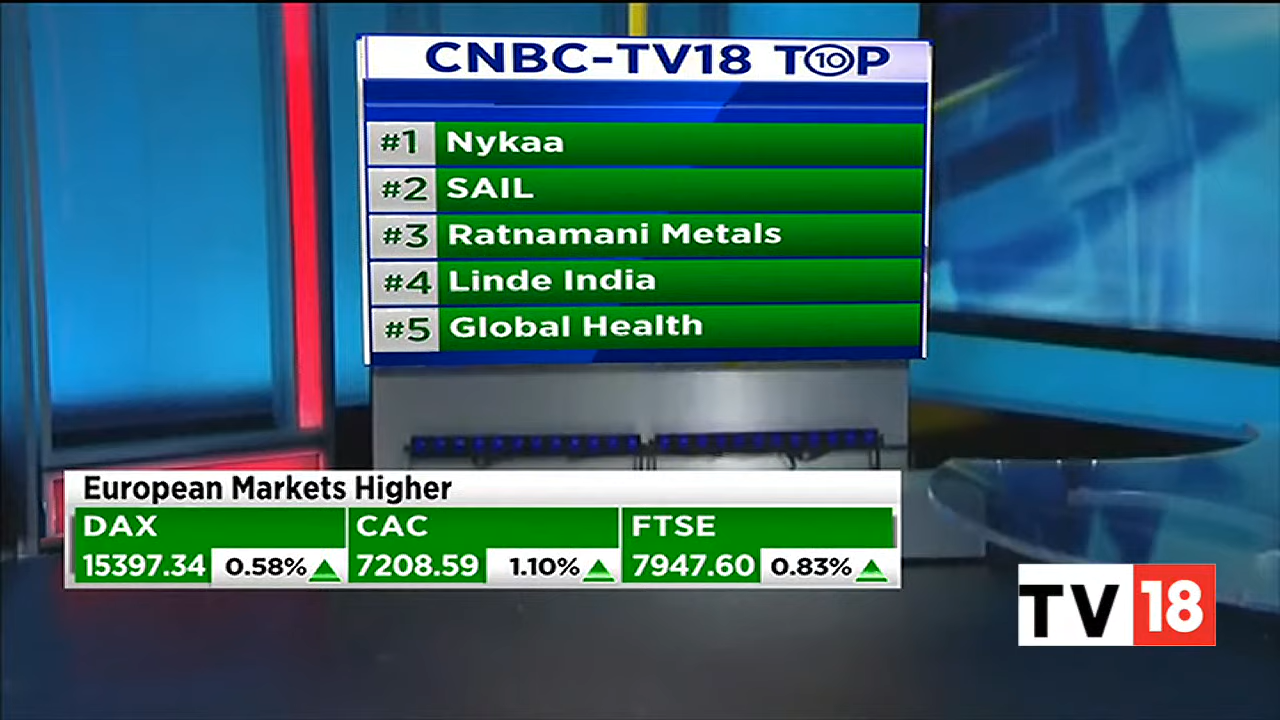 CNBC-TV18 TOP 10
#1 Nykaa
#2 SAIL
#3 Ratnamani Metals
#4 Linde India
#5 Global Health
European Markets Higher
DAX CAC FTSE
15397.34 0.58% 7208.59 1.10% 7947.60 0.83%
TV18